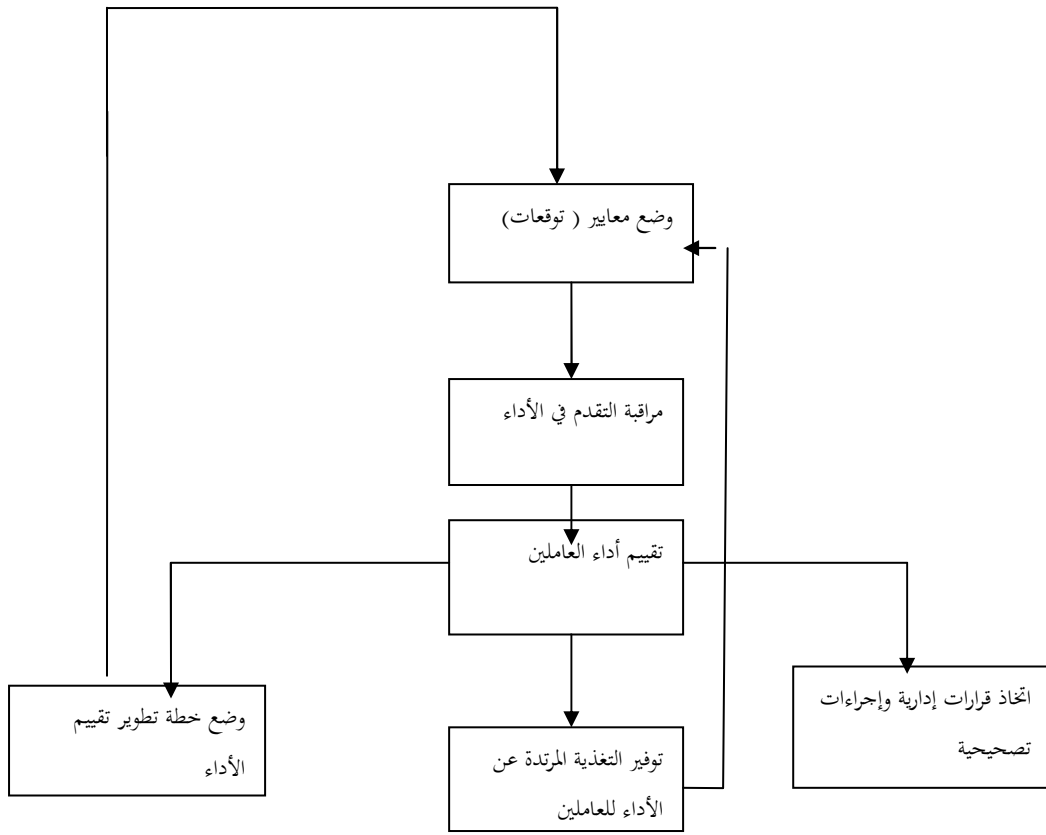 وضع معايير ( توقعات)
مراقبة التقدم في الأداء
تقييم أداء العاملين
اتخاذ قرارات إدارية وإجراءات
تصحيحية
توفير التغذية المرتدة عن
الأداء للعاملين
وضع خطة تطوير تقييم
الأداء